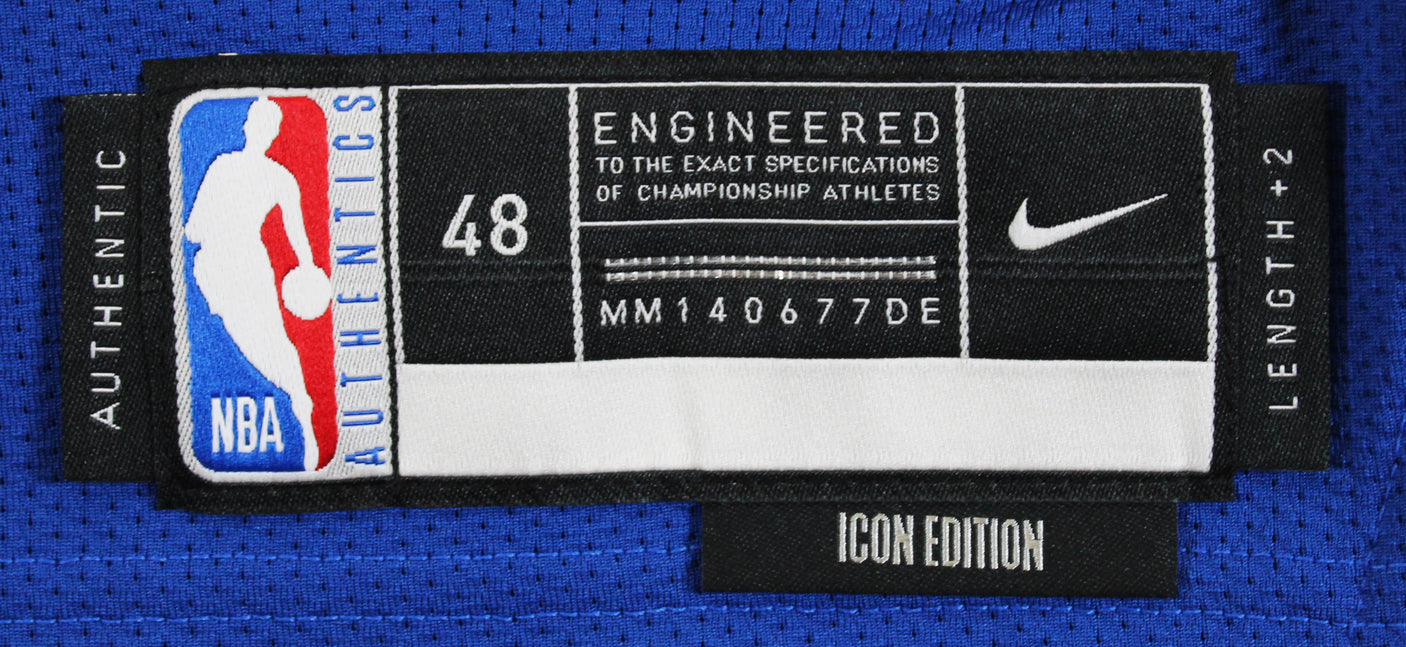 AUTHENTIC
NBA
AUTHENTICS
48
ENGINEERED
TO THE EXACT SPECIFICATIONS
OF CHAMPIONSHIP ATHLETES
MM140677DE
LENGTH +2
ICON EDITION